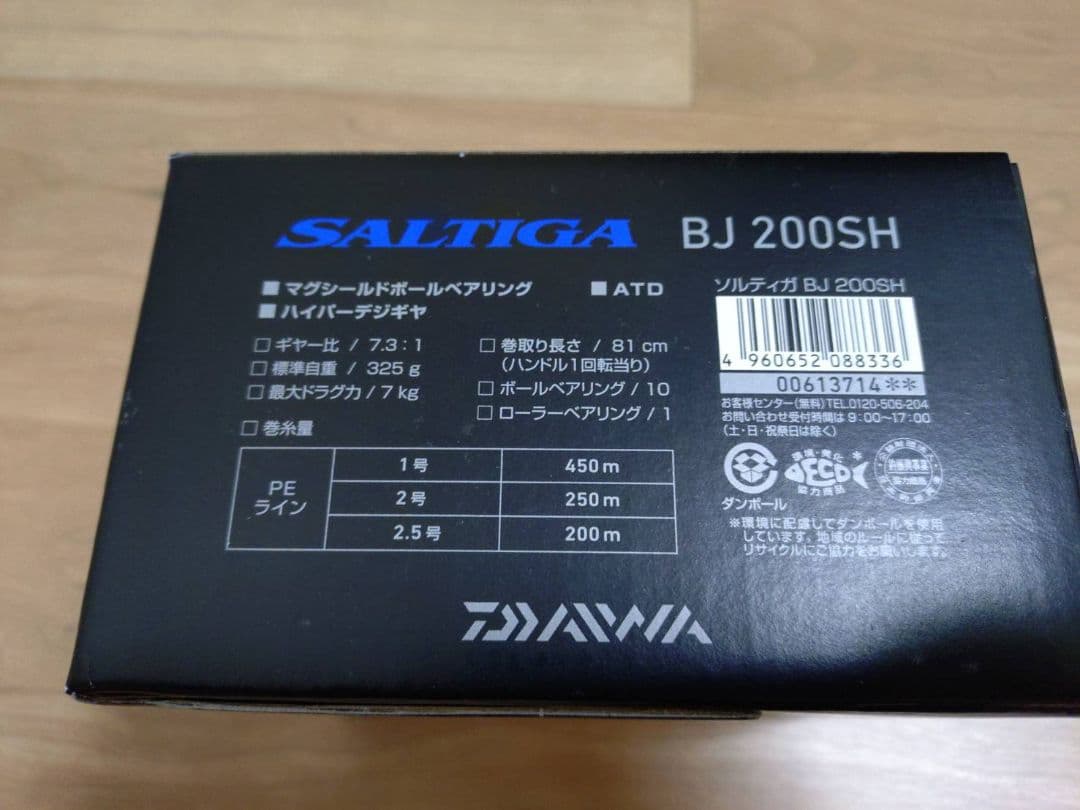 SALTIGA BJ 200SH
■ マグシールドボールベアリング ■ ATD
■ ハイパーデジギヤ
□ ギヤー比 / 7.3：1
□ 標準自重 / 325 g
□ 最大ドラグ力 / 7 kg
□ 巻取り長さ / 81 cm
（ハンドル1回転当り）
□ ボールベアリング / 10
□ ローラーベアリング / 1
□ 巻糸量
PE
ライン
1号 450 m
2号 250 m
2.5号 200 m
ソルティガ BJ 200SH
4 960652 088336
00613714**
お客様センター(無料)TEL.0120-506-204
お問い合わせ受付時間は 9:00〜17:00
(土・日・祝祭日は除く)
環境・美化 *
ECO
協力商品
ダンボール
※環境に配慮してダンボールを使用
しています。地域のルールに従って
リサイクルにご協力をお願いします。
DAIWA